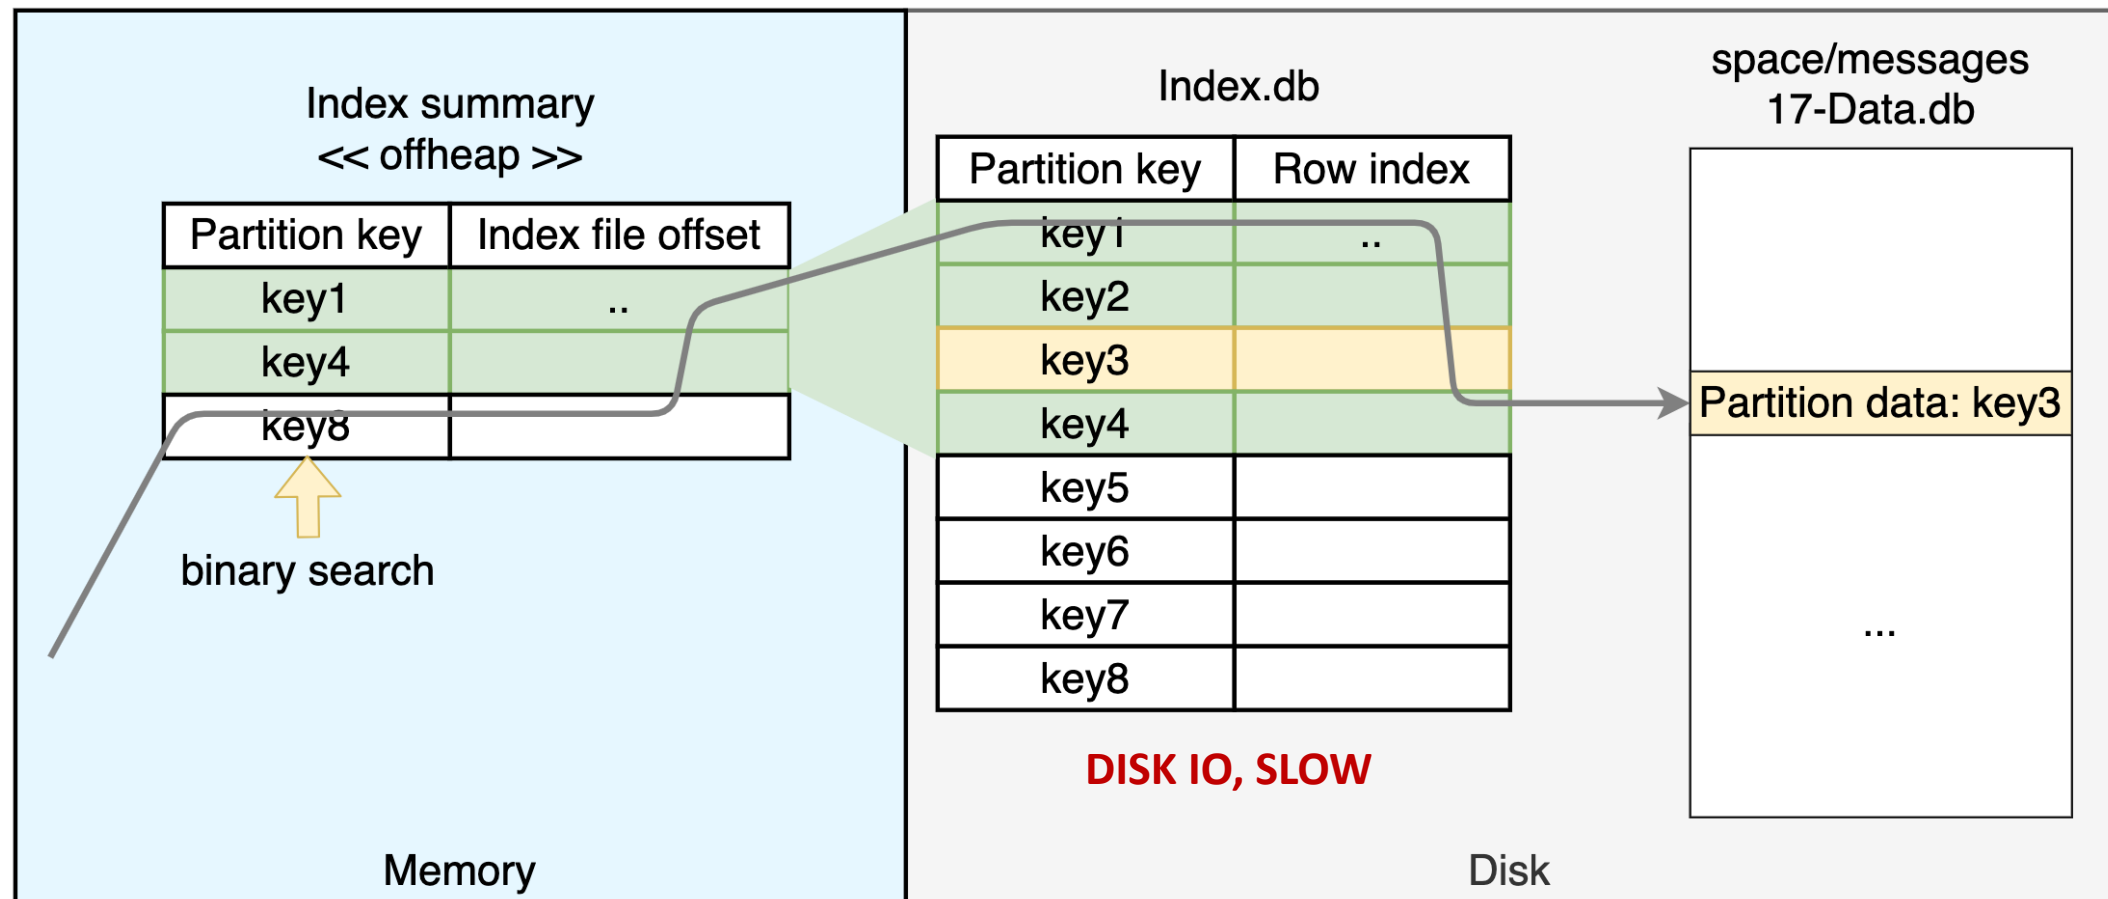 Index summary
<< offheap >>
Partition key Index file offset
key1 ..
key4
key8
binary search
Memory
Index.db
Partition key Row index
key1 ..
key2
key3
key4
key5
key6
key7
key8
DISK IO, SLOW
space/messages
17-Data.db
Partition data: key3
...
Disk